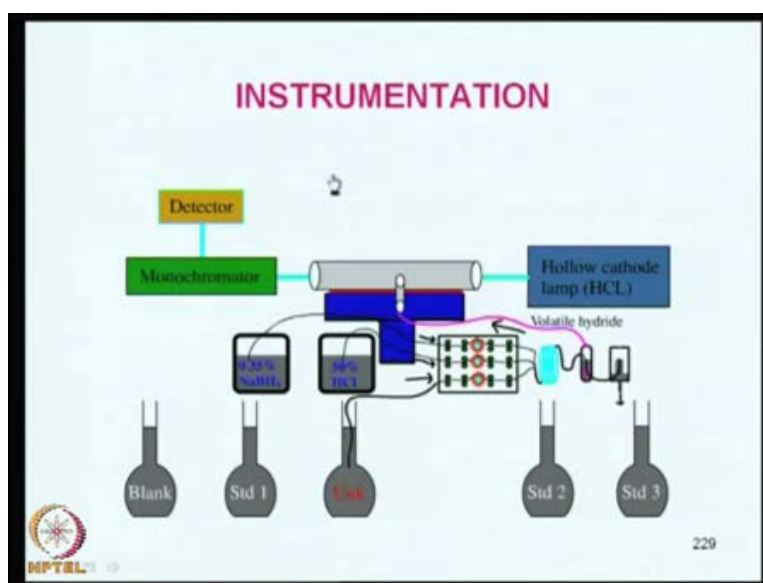 INSTRUMENTATION
Detector
Monochromator
Hollow cathode
lamp (HCL)
Volatile hydride
NaBH₄
HCl
Blank
Std 1
Unk
Std 2
Std 3
229
NPTEL